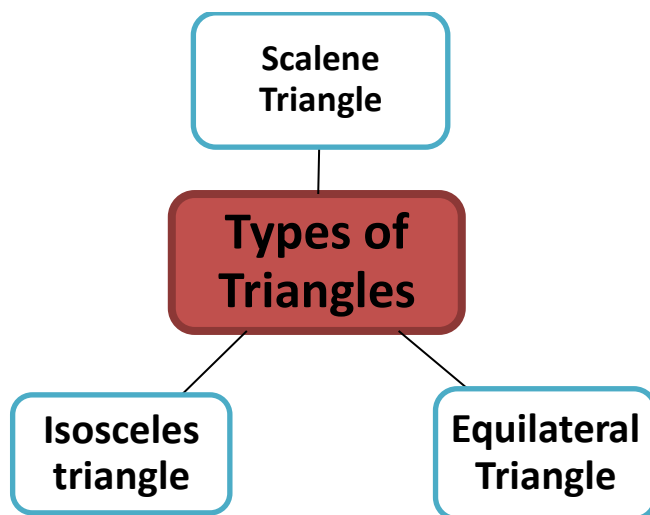 Scalene
Triangle
Types of
Triangles
Isosceles
triangle
Equilateral
Triangle